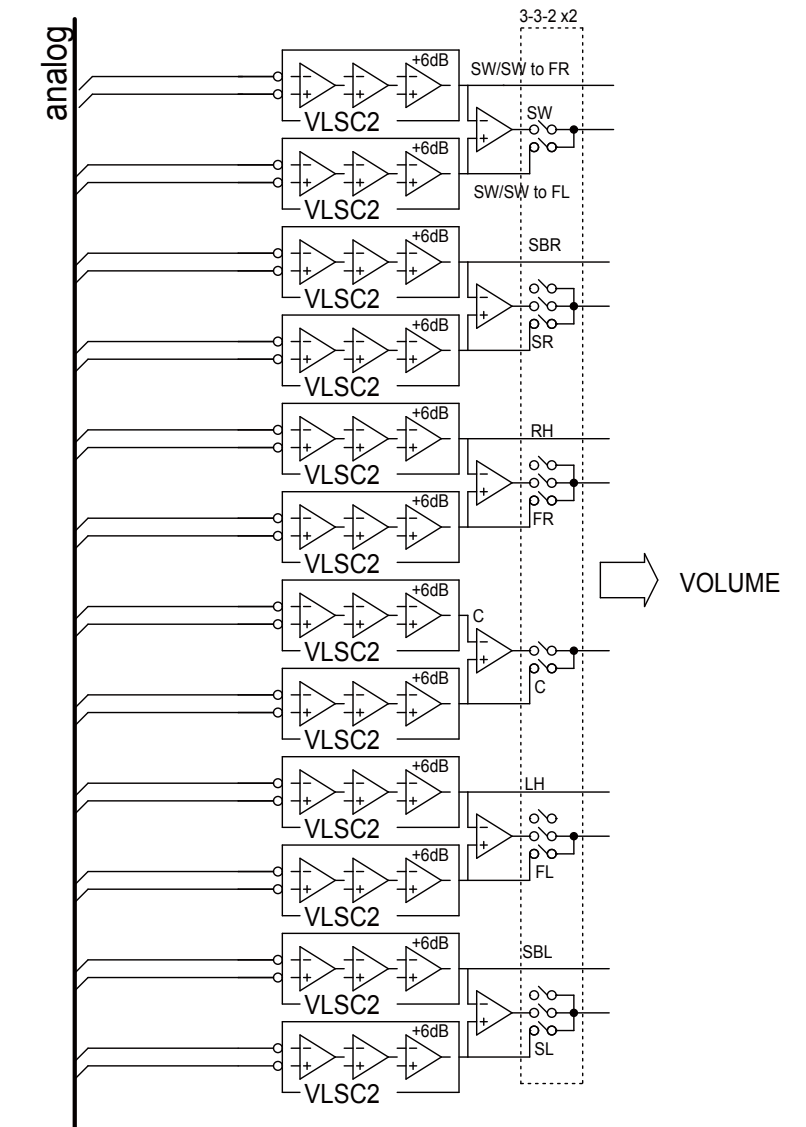 3-3-2 x2
analog
+6dB
SW/SW to FR
VLSC2
SW
+6dB
SW/SW to FL
VLSC2
+6dB
SBR
VLSC2
+6dB
SR
VLSC2
+6dB
RH
VLSC2
+6dB
FR
VLSC2
VOLUME
+6dB
C
VLSC2
+6dB
C
VLSC2
+6dB
LH
VLSC2
+6dB
FL
VLSC2
+6dB
SBL
VLSC2
+6dB
SL
VLSC2